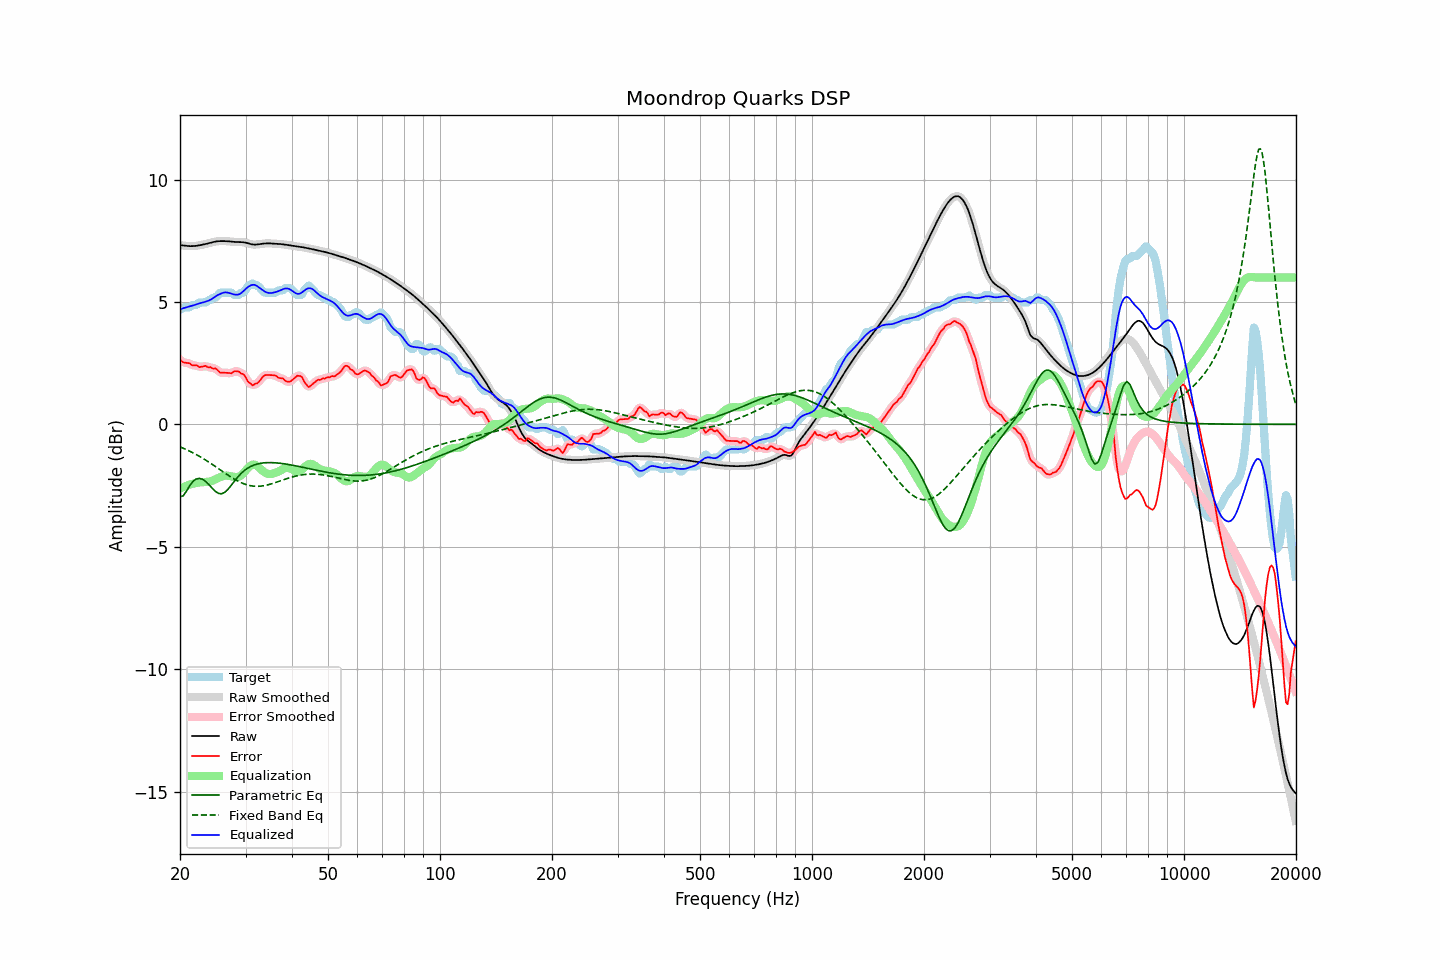 Moondrop Quarks DSP
Amplitude (dBr)
10
5
0
−5
−10
−15
Target
Raw Smoothed
Error Smoothed
Raw
Error
Equalization
Parametric Eq
Fixed Band Eq
Equalized
20 50 100 200 500 1000 2000 5000 10000 20000
Frequency (Hz)